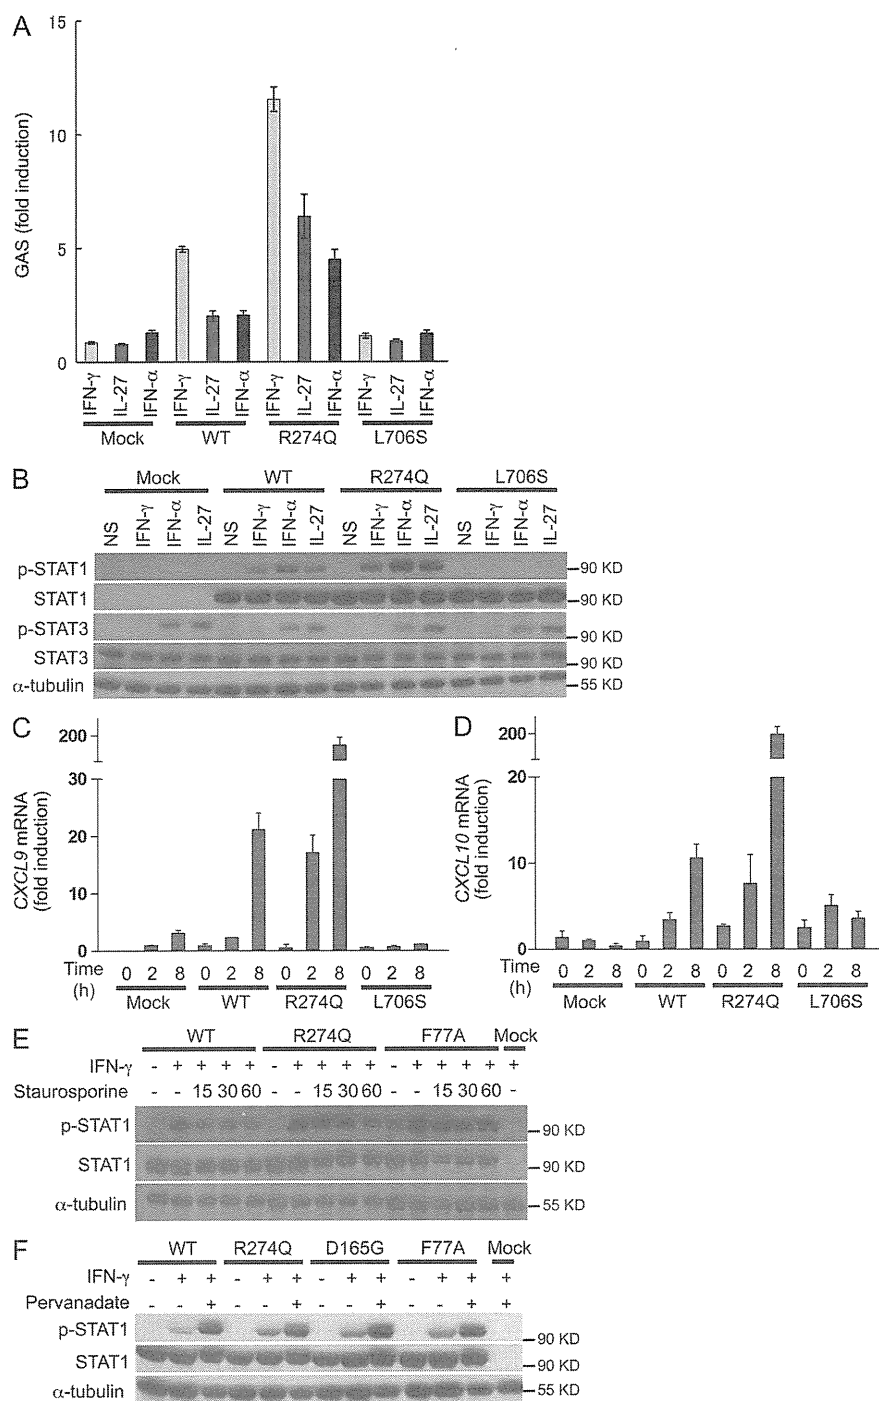 A
15
10
5
0
GAS (fold induction)
IFN-γ IL-27 IFN-α IFN-γ IL-27 IFN-α IFN-γ IL-27 IFN-α IFN-γ IL-27 IFN-α
Mock WT R274Q L706S
B
Mock WT R274Q L706S
NS IFN-γ IFN-α IL-27 NS IFN-γ IFN-α IL-27 NS IFN-γ IFN-α IL-27 NS IFN-γ IFN-α IL-27
p-STAT1 90 KD
STAT1 90 KD
p-STAT3 90 KD
STAT3 90 KD
α-tubulin 55 KD
C
200
30
20
10
0
CXCL9 mRNA
(fold induction)
Time 0 2 8 0 2 8 0 2 8 0 2 8
(h) Mock WT R274Q L706S
D
200
20
10
0
CXCL10 mRNA
(fold induction)
Time 0 2 8 0 2 8 0 2 8 0 2 8
(h) Mock WT R274Q L706S
E
WT R274Q F77A Mock
IFN-γ - + + + + - + + + + - + + + + +
Staurosporine - - 15 30 60 - - 15 30 60 - - 15 30 60 -
p-STAT1 90 KD
STAT1 90 KD
α-tubulin 55 KD
F
WT R274Q D165G F77A Mock
IFN-γ - + + - + + - + + - + + +
Pervanadate - - + - - + - - + - - + +
p-STAT1 90 KD
STAT1 90 KD
α-tubulin 55 KD